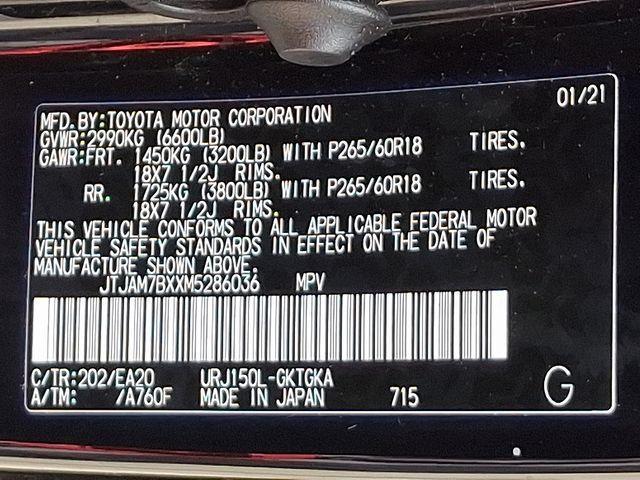 01/21
MFD.BY:TOYOTA MOTOR CORPORATION
GVWR:2990KG (6600LB)
GAWR:FRT. 1450KG (3200LB) WITH P265/60R18 TIRES.
18X7 1/2J RIMS.
RR. 1725KG (3800LB) WITH P265/60R18 TIRES.
18X7 1/2J RIMS.
THIS VEHICLE CONFORMS TO ALL APPLICABLE FEDERAL MOTOR
VEHICLE SAFETY STANDARDS IN EFFECT ON THE DATE OF
MANUFACTURE SHOWN ABOVE.
JTJAM7BXXM5286036 MPV
C/TR:202/EA20 URJ150L-GKTGKA
A/TM: /A760F MADE IN JAPAN 715 G